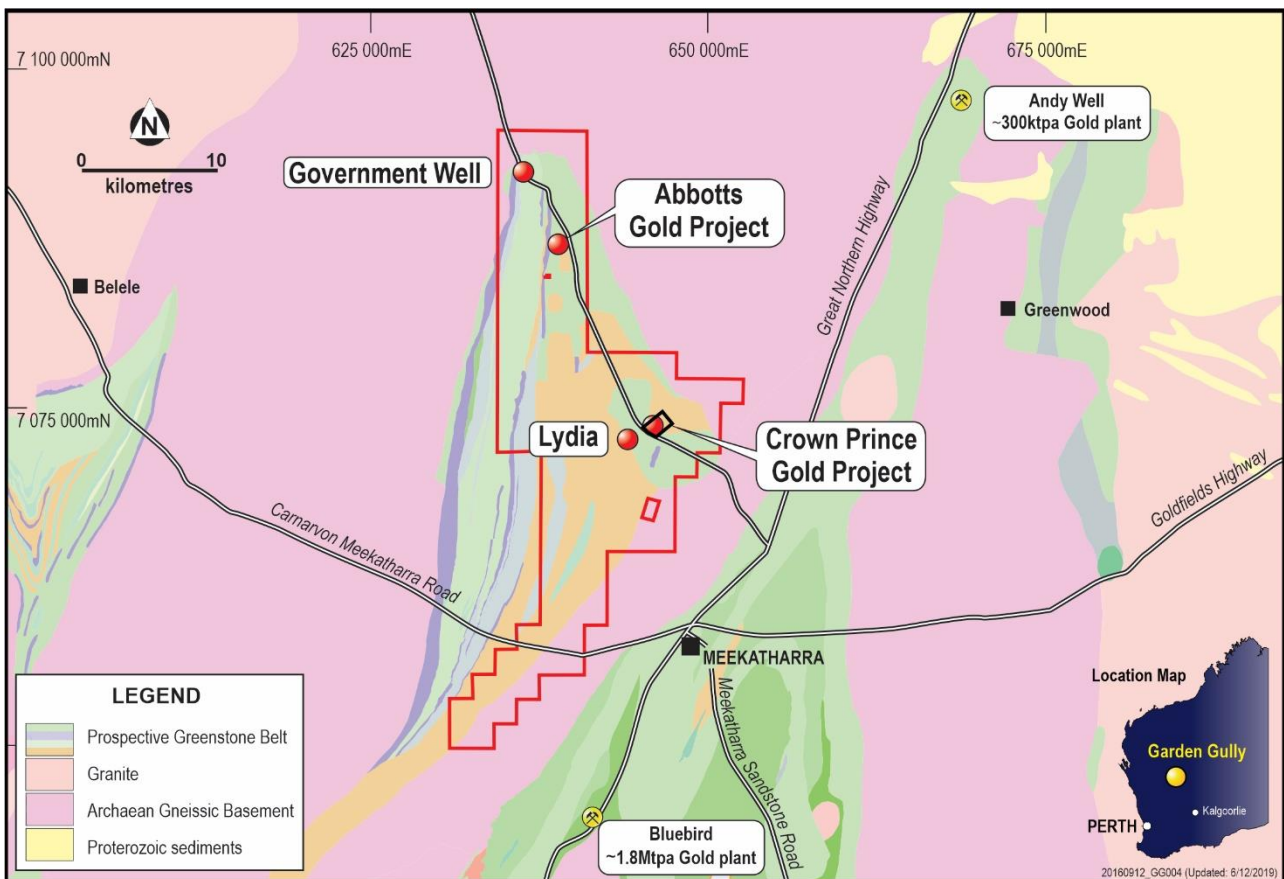 625 000mE
650 000mE
675 000mE
7 100 000mN
N
0 10
kilometres
Government Well
Abbotts
Gold Project
Andy Well
~300ktpa Gold plant
Great Northern Highway
Belele
Greenwood
7 075 000mN
Lydia
Crown Prince
Gold Project
Goldfields Highway
Carnarvon Meekatharra Road
MEEKATHARRA
Meekatharra Sandstone Road
Bluebird
~1.8Mtpa Gold plant
LEGEND
Prospective Greenstone Belt
Granite
Archaean Gneissic Basement
Proterozoic sediments
Location Map
Garden Gully
Kalgoorlie
PERTH
20160912_GG004 (Updated: 6/12/2019)